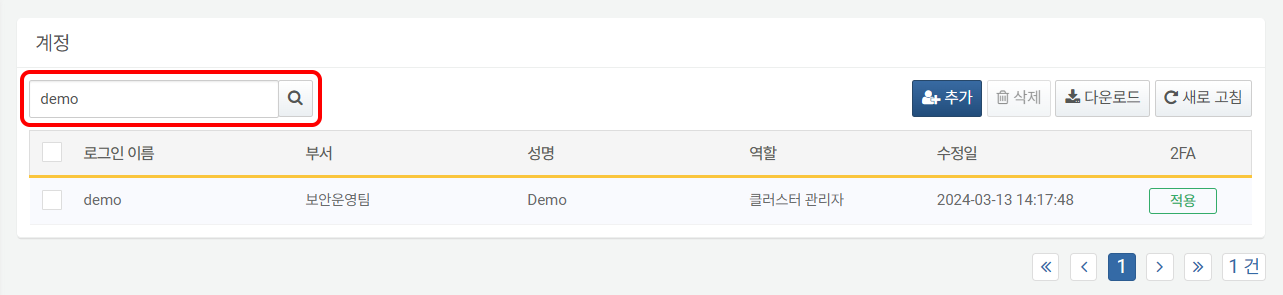 계정
demo
추가 삭제 다운로드 새로 고침
로그인 이름 부서 성명 역할 수정일 2FA
demo 보안운영팀 Demo 클러스터 관리자 2024-03-13 14:17:48 적용
1 1 건